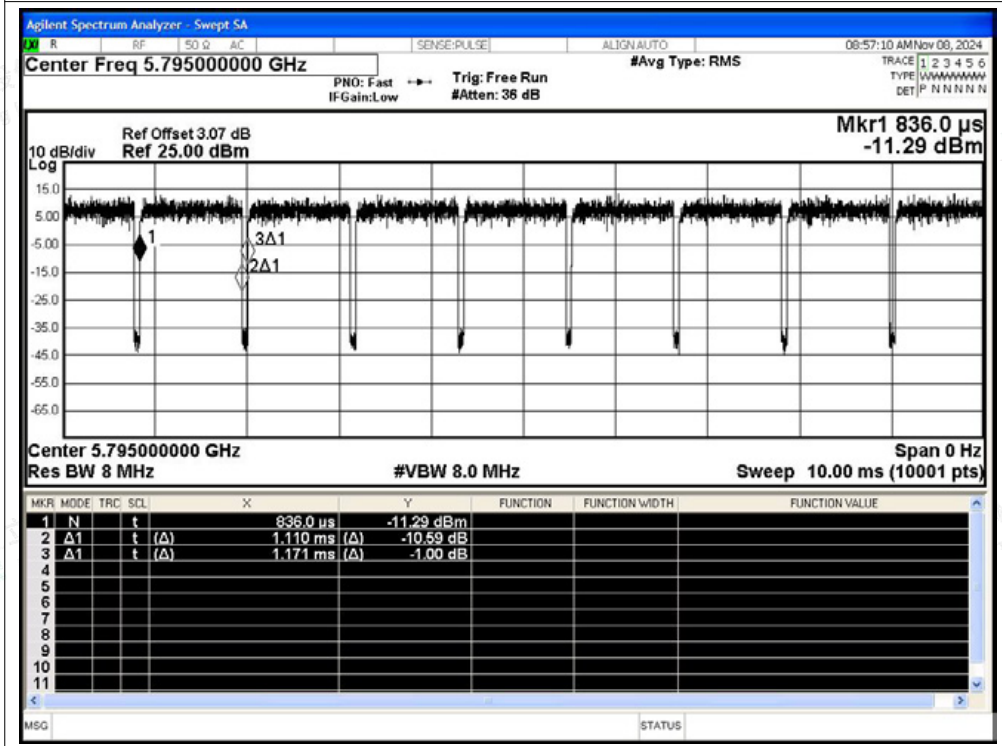 Agilent Spectrum Analyzer - Swept SA
R RF 50 Ω AC SENSE:PULSE ALIGN AUTO 08:57:10 AM Nov 08, 2024
Center Freq 5.795000000 GHz #Avg Type: RMS TRACE 1 2 3 4 5 6
PNO: Fast Trig: Free Run TYPE WWWWWW
IFGain:Low #Atten: 36 dB DET P N N N N N
Mkr1 836.0 µs
Ref Offset 3.07 dB
10 dB/div Ref 25.00 dBm -11.29 dBm
Log
15.0
5.00
1 3Δ1
-5.00
2Δ1
-15.0
-25.0
-35.0
-45.0
-55.0
-65.0
Center 5.795000000 GHz Span 0 Hz
Res BW 8 MHz #VBW 8.0 MHz Sweep 10.00 ms (10001 pts)
MKR MODE TRC SCL X Y FUNCTION FUNCTION WIDTH FUNCTION VALUE
1 N t 836.0 µs -11.29 dBm
2 Δ1 t (Δ) 1.110 ms (Δ) -10.59 dB
3 Δ1 t (Δ) 1.171 ms (Δ) -1.00 dB
4
5
6
7
8
9
10
11
MSG STATUS